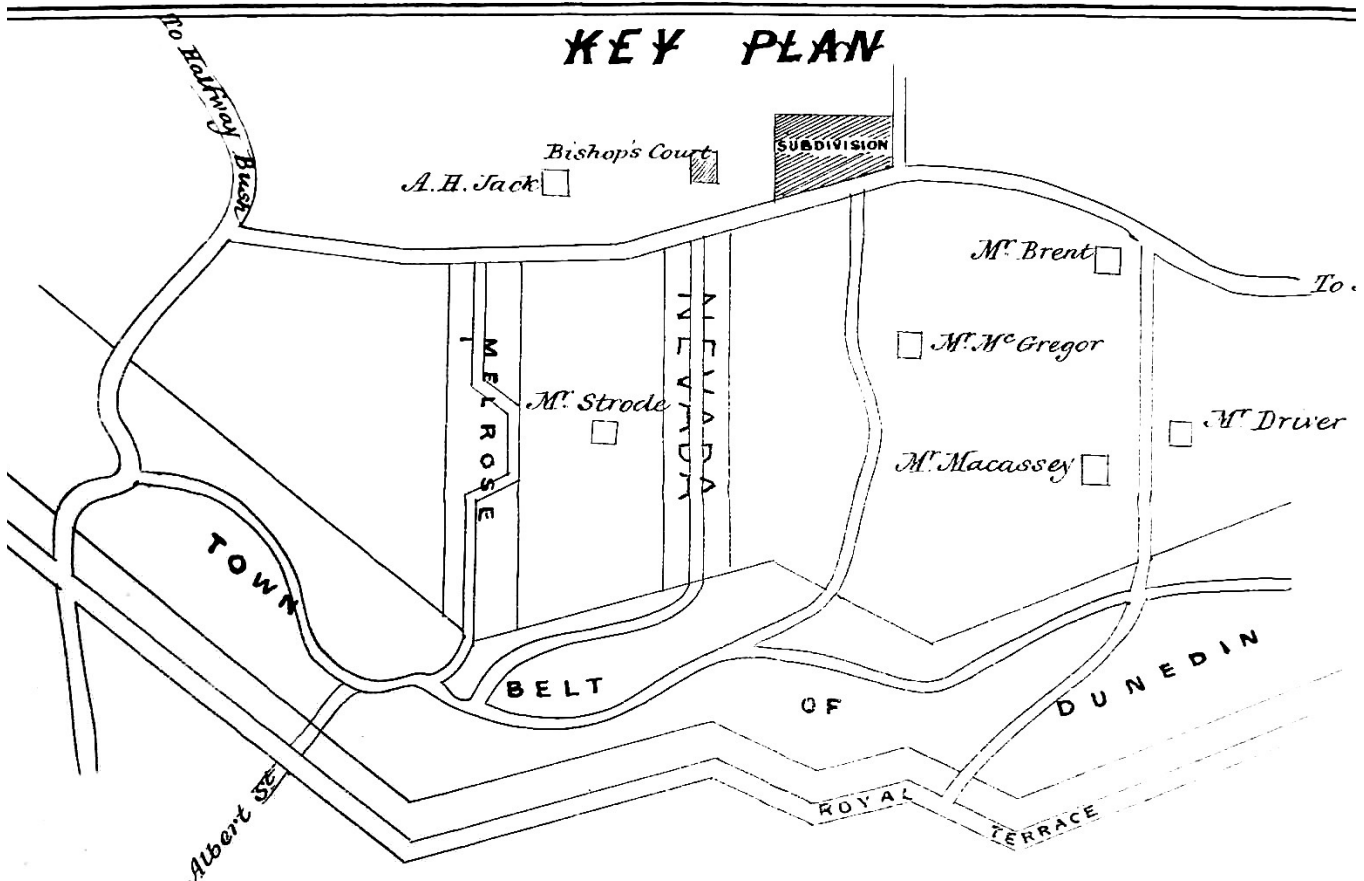 KEY PLAN
To Halfway Bush
SUBDIVISION
Bishop's Court
A.H. Jack
Mr. Brent
To
NEVADA
Mr. McGregor
MELROSE
Mr. Strode
Mr. Driver
Mr. Macassey
TOWN
BELT
OF
DUNEDIN
ROYAL
TERRACE
Albert St